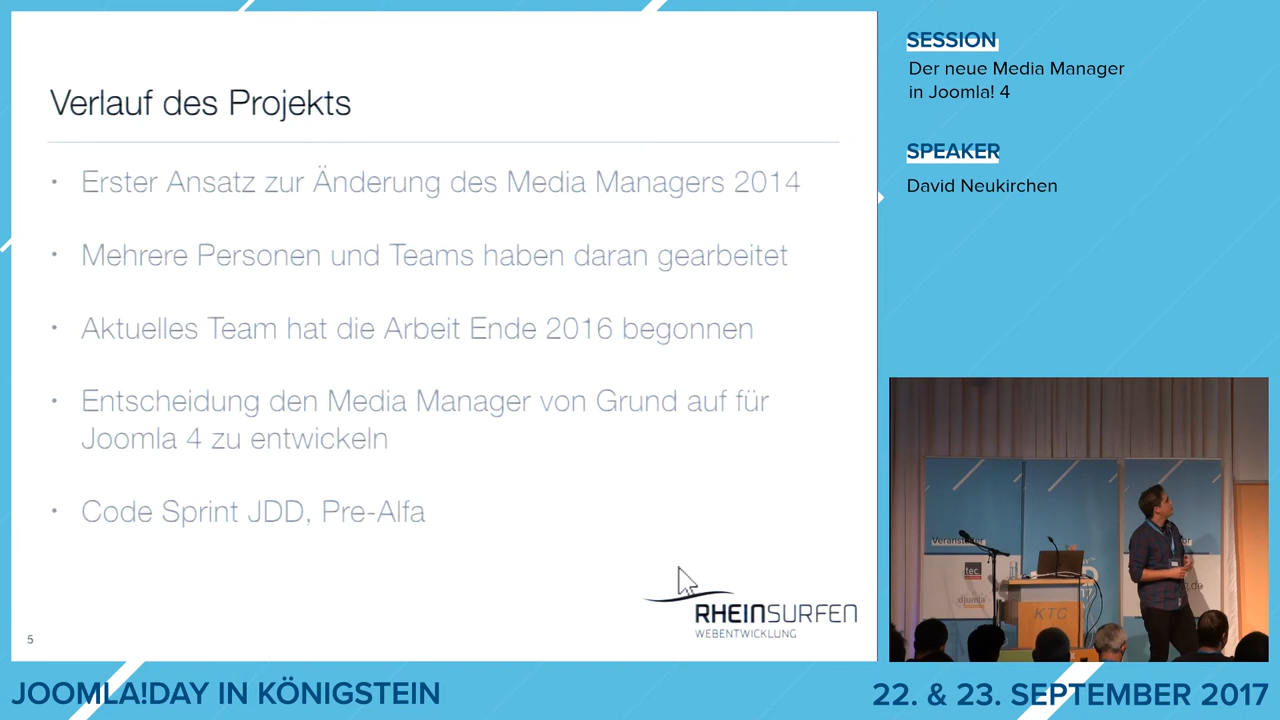 Verlauf des Projekts
• Erster Ansatz zur Änderung des Media Managers 2014
• Mehrere Personen und Teams haben daran gearbeitet
• Aktuelles Team hat die Arbeit Ende 2016 begonnen
• Entscheidung den Media Manager von Grund auf für
Joomla 4 zu entwickeln
• Code Sprint JDD, Pre-Alfa
RHEINSURFEN
WEBENTWICKLUNG
5
SESSION
Der neue Media Manager
in Joomla! 4
SPEAKER
David Neukirchen
tec.
KTC
JOOMLA!DAY IN KÖNIGSTEIN
22. & 23. SEPTEMBER 2017